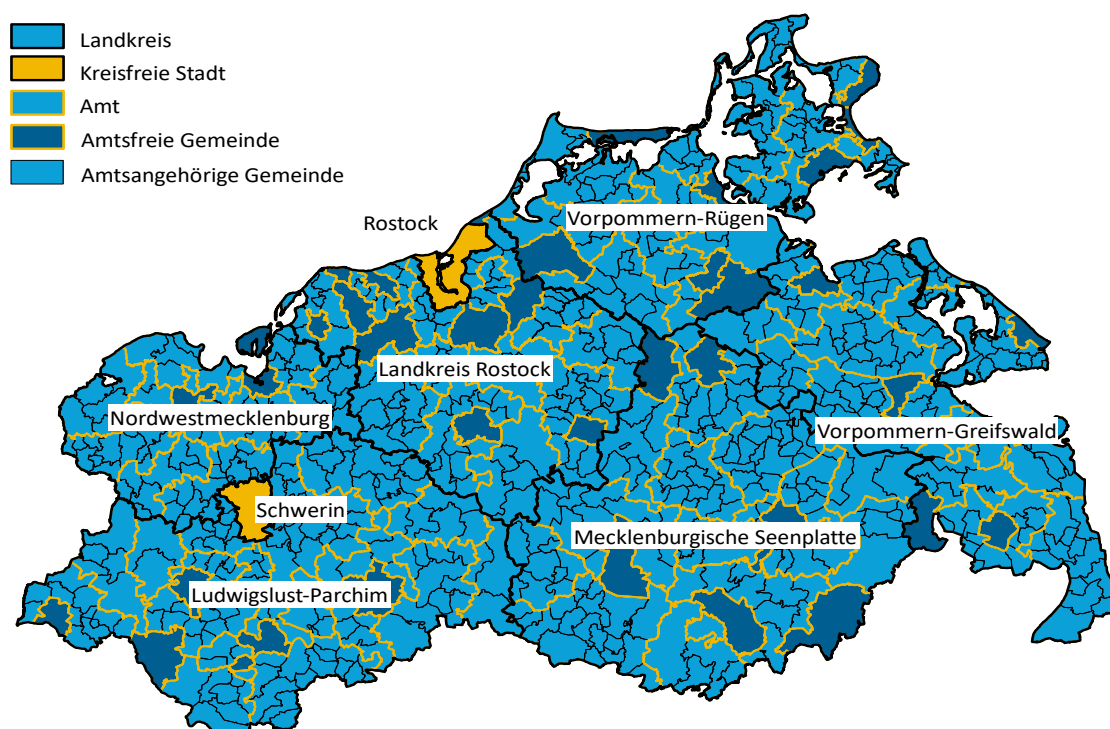 Landkreis
Kreisfreie Stadt
Amt
Amtsfreie Gemeinde
Amtsangehörige Gemeinde
Rostock
Vorpommern-Rügen
Landkreis Rostock
Nordwestmecklenburg
Vorpommern-Greifswald
Schwerin
Mecklenburgische Seenplatte
Ludwigslust-Parchim